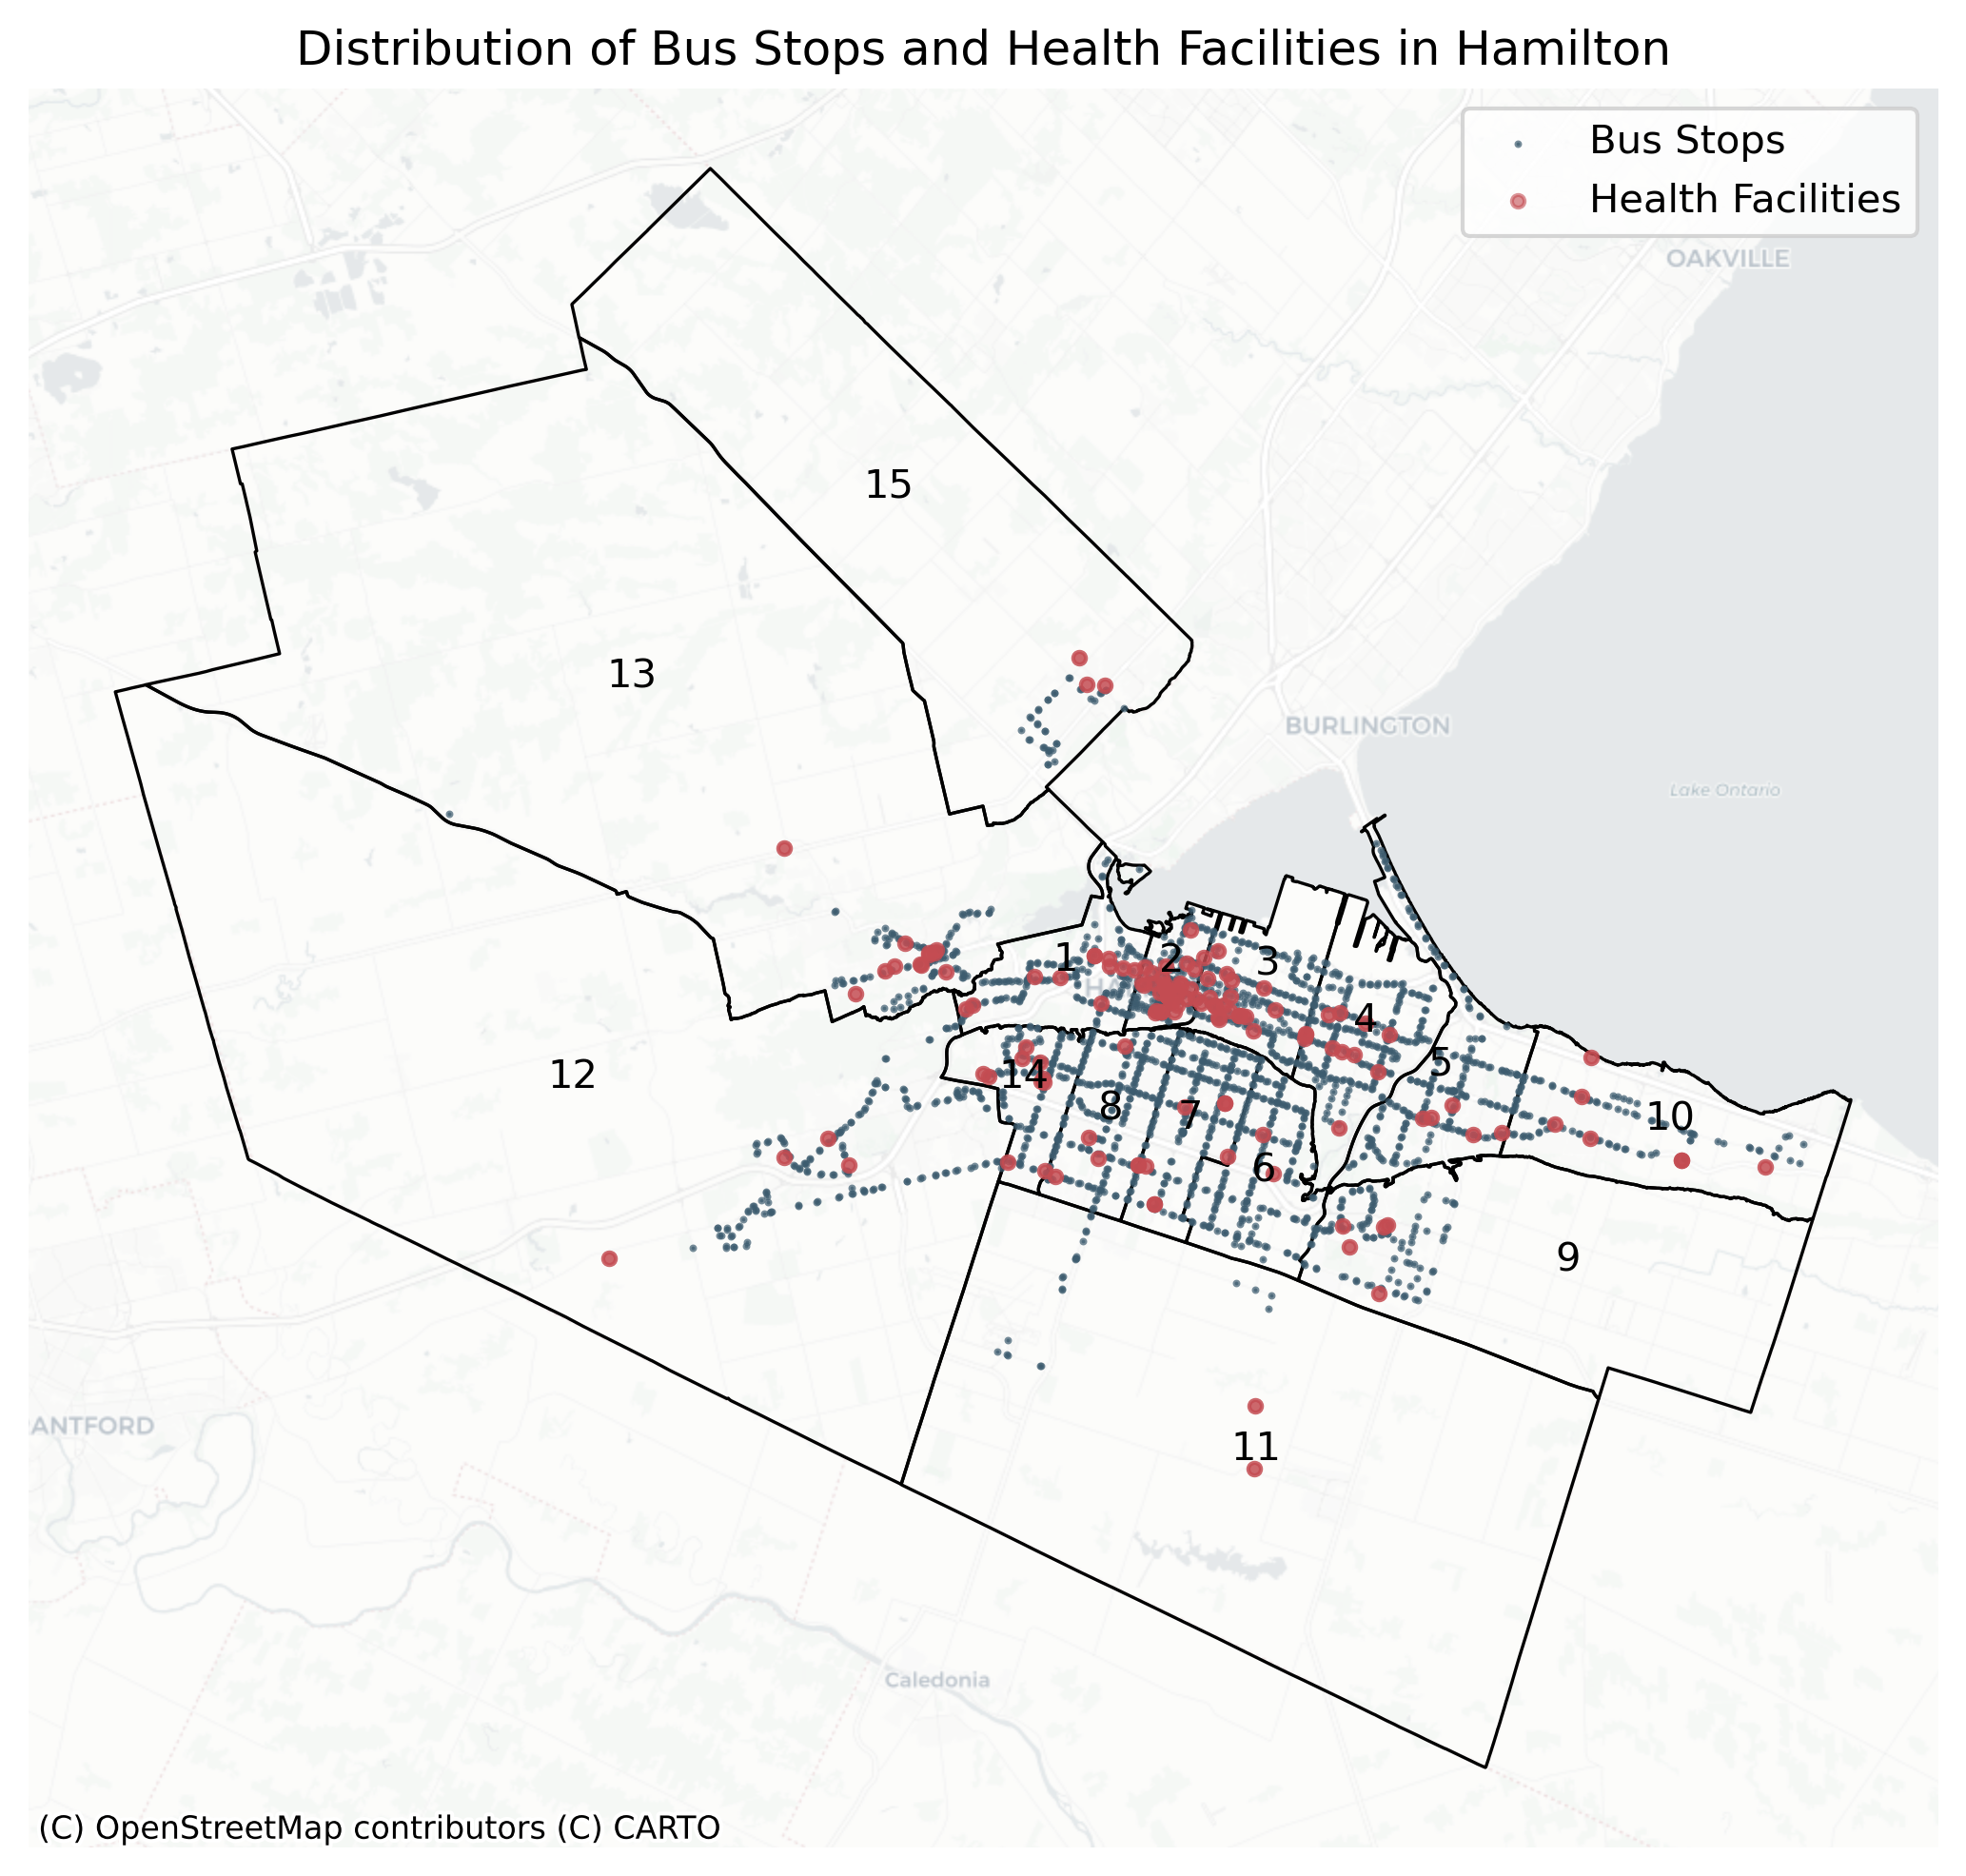 Distribution of Bus Stops and Health Facilities in Hamilton
Bus Stops
Health Facilities
OAKVILLE
15
13
BURLINGTON
Lake Ontario
1
2
3
HA
4
5
12
14
8
7
10
6
9
ANTFORD
11
Caledonia
(C) OpenStreetMap contributors (C) CARTO